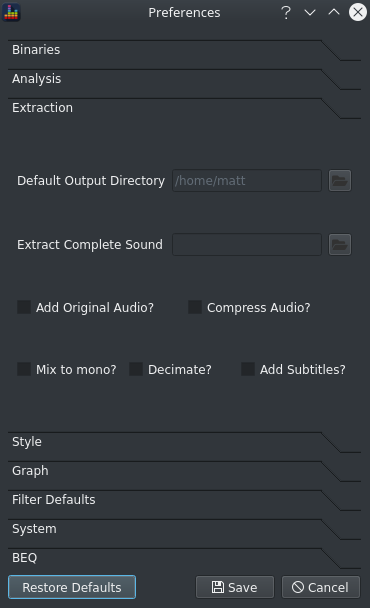 Preferences
Binaries
Analysis
Extraction
Default Output Directory /home/matt
Extract Complete Sound
Add Original Audio? Compress Audio?
Mix to mono? Decimate? Add Subtitles?
Style
Graph
Filter Defaults
System
BEQ
Restore Defaults Save Cancel